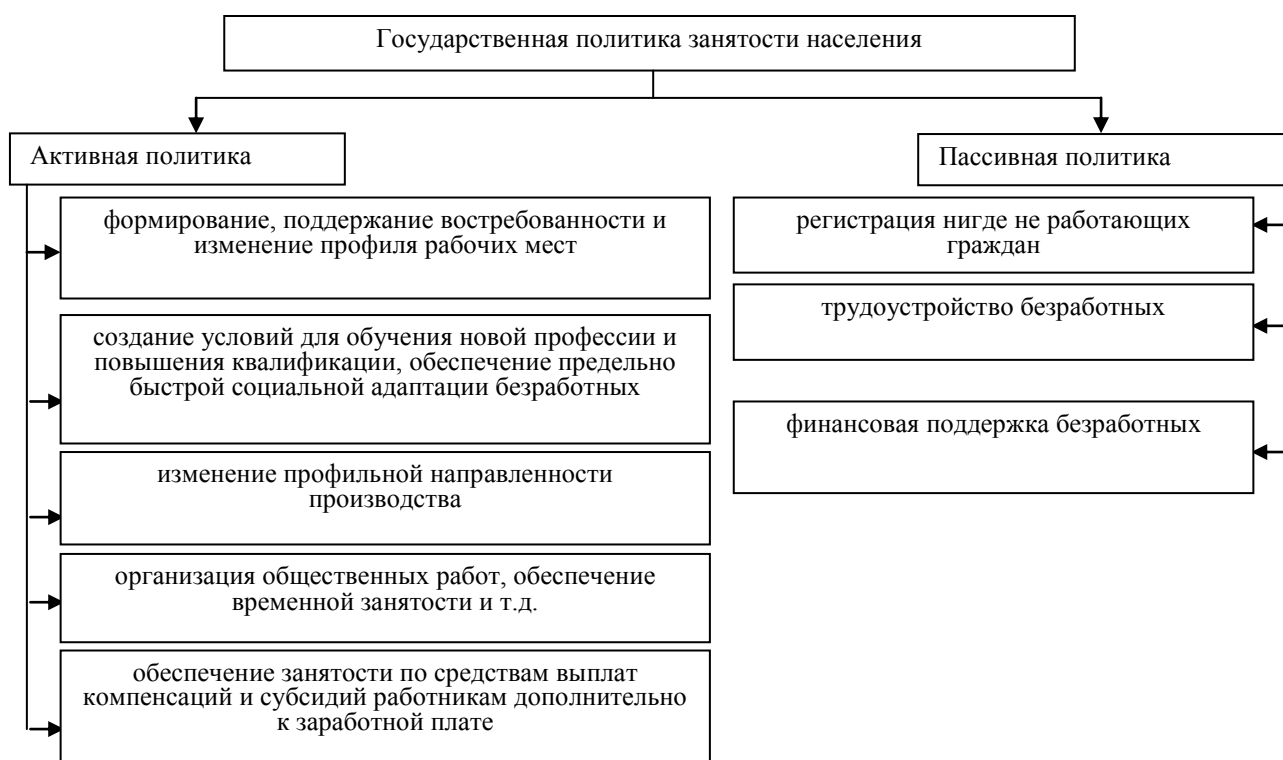 Государственная политика занятости населения
Активная политика
формирование, поддержание востребованности и
изменение профиля рабочих мест
создание условий для обучения новой профессии и
повышения квалификации, обеспечение предельно
быстрой социальной адаптации безработных
изменение профильной направленности
производства
организация общественных работ, обеспечение
временной занятости и т.д.
обеспечение занятости по средствам выплат
компенсаций и субсидий работникам дополнительно
к заработной плате
Пассивная политика
регистрация нигде не работающих
граждан
трудоустройство безработных
финансовая поддержка безработных